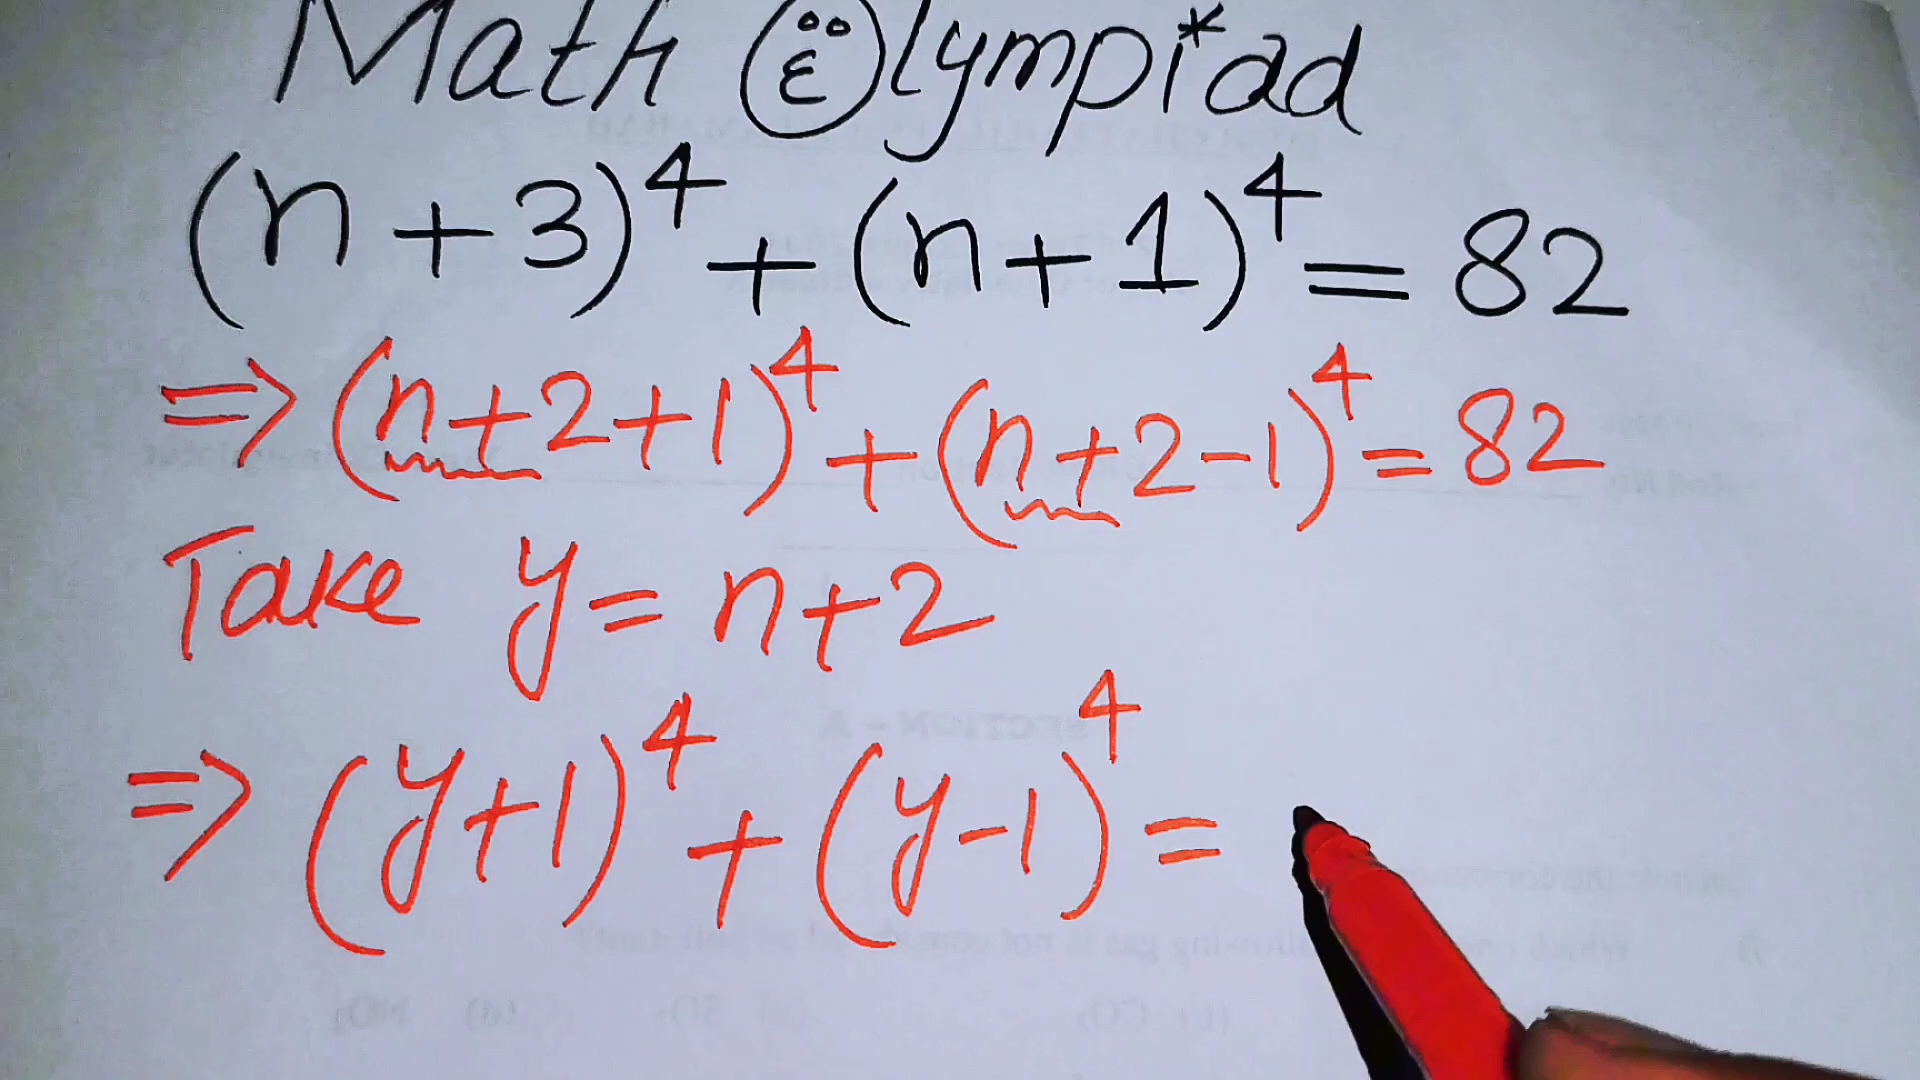 Math Olympiad
(n+3)⁴+(n+1)⁴=82
⇒(n+2+1)⁴+(n+2-1)⁴=82
Take y=n+2
⇒(y+1)⁴+(y-1)⁴=
SECTION - A